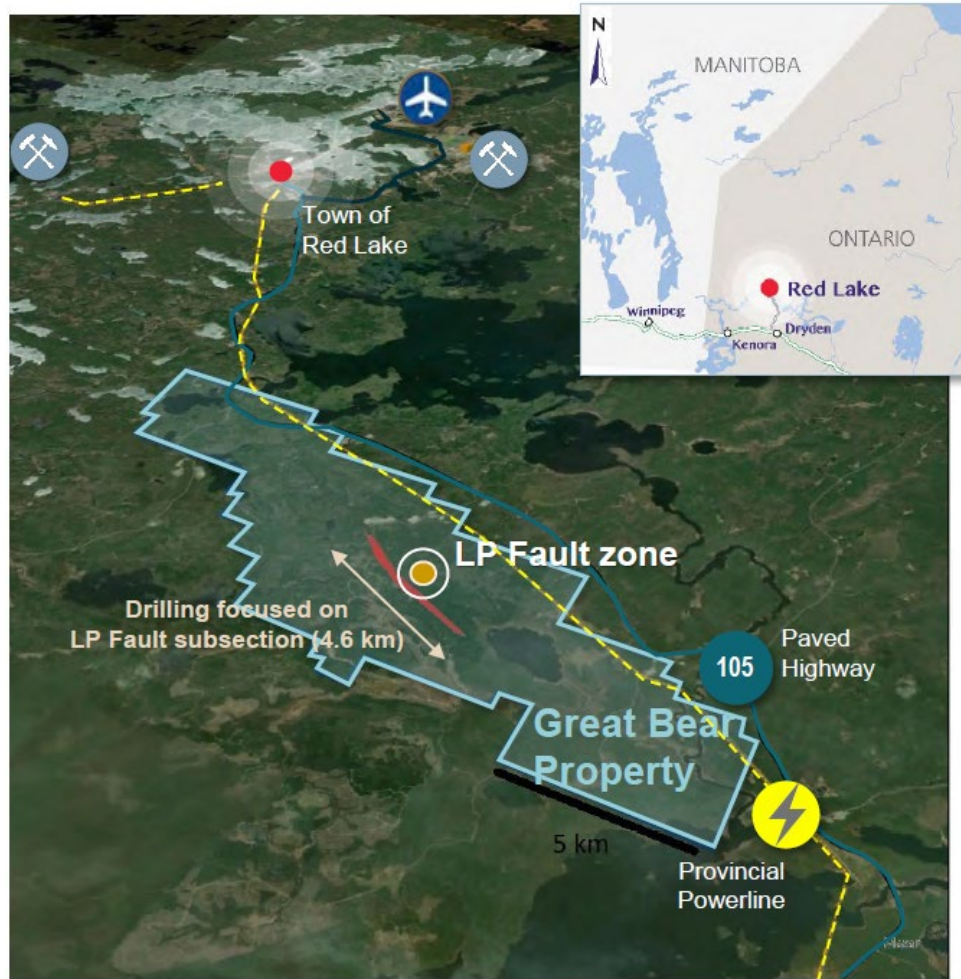 N
MANITOBA
ONTARIO
Red Lake
Winnipeg
Kenora
Dryden
Town of
Red Lake
LP Fault zone
Drilling focused on
LP Fault subsection (4.6 km)
105
Paved
Highway
Great Bear
Property
5 km
Provincial
Powerline